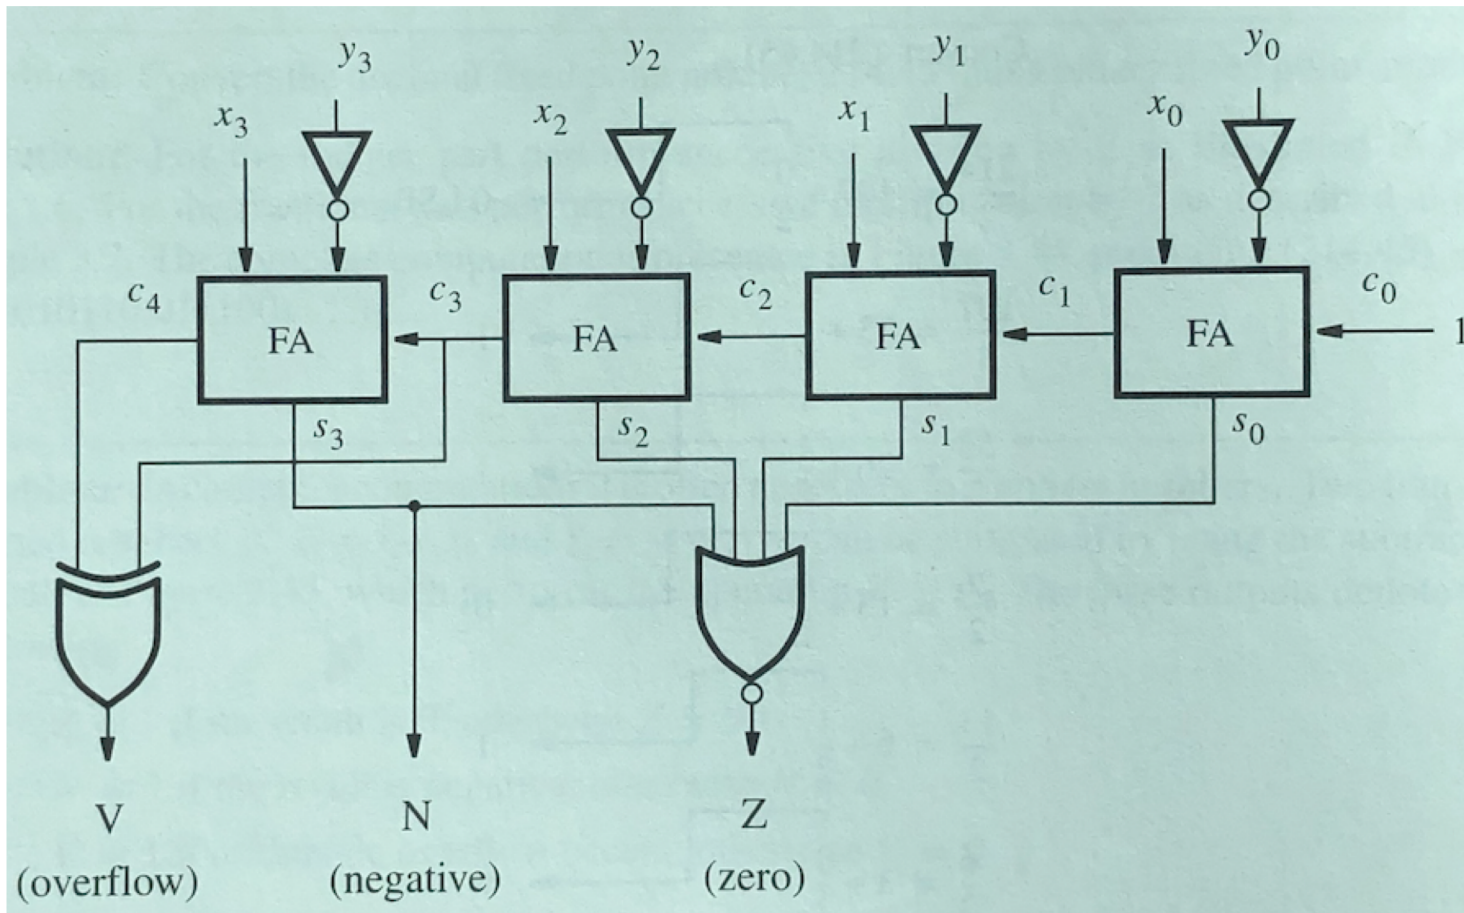 y3 y2 y1 y0
x3 x2 x1 x0
c4 c3 c2 c1 c0
FA FA FA FA 1
s3 s2 s1 s0
V N Z
(overflow) (negative) (zero)